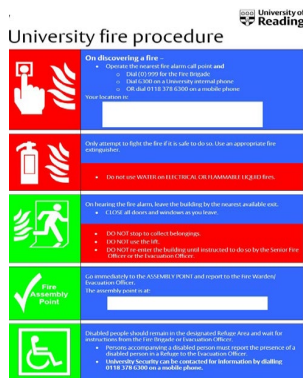 University of
Reading
University fire procedure
On discovering a fire –
Operate the nearest fire alarm call point and
Dial (0) 999 for the Fire Brigade
Dial 6300 on a University internal phone
OR dial 0118 378 6300 on a mobile phone
Your location is:
Only attempt to fight the fire if it is safe to do so. Use an appropriate fire
extinguisher.
Do not use WATER on ELECTRICAL OR FLAMMABLE LIQUID fires.
On hearing the fire alarm, leave the building by the nearest available exit.
CLOSE all doors and windows as you leave.
DO NOT stop to collect belongings.
DO NOT use the lift.
DO NOT re-enter the building until instructed to do so by the Senior Fire
Officer or the Evacuation Officer.
Fire
Assembly
Point
Go immediately to the ASSEMBLY POINT and report to the Fire Warden/
Evacuation Officer.
The assembly point is at:
Disabled people should remain in the designated Refuge Area and wait for
instructions from the Fire Brigade or Evacuation Officer.
Persons accompanying a disabled person must report the presence of a
disabled person in a Refuge to the Evacuation Officer.
University Security can be contacted for information by dialling
0118 378 6300 on a mobile phone.